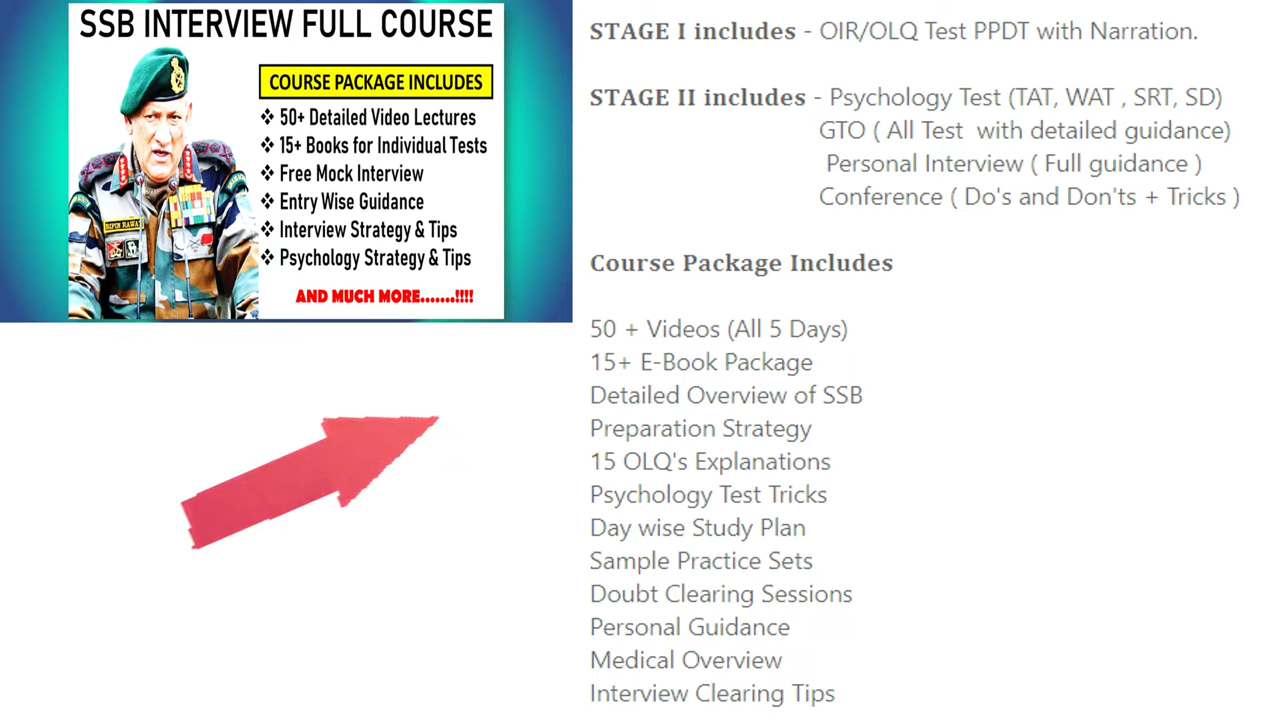 SSB INTERVIEW FULL COURSE
COURSE PACKAGE INCLUDES
❖ 50+ Detailed Video Lectures
❖ 15+ Books for Individual Tests
❖ Free Mock Interview
❖ Entry Wise Guidance
❖ Interview Strategy & Tips
❖ Psychology Strategy & Tips
AND MUCH MORE.......!!!!
BIPIN RAWAT
STAGE I includes - OIR/OLQ Test PPDT with Narration.
STAGE II includes - Psychology Test (TAT, WAT , SRT, SD)
GTO ( All Test with detailed guidance)
Personal Interview ( Full guidance )
Conference ( Do's and Don'ts + Tricks )
Course Package Includes
50 + Videos (All 5 Days)
15+ E-Book Package
Detailed Overview of SSB
Preparation Strategy
15 OLQ's Explanations
Psychology Test Tricks
Day wise Study Plan
Sample Practice Sets
Doubt Clearing Sessions
Personal Guidance
Medical Overview
Interview Clearing Tips